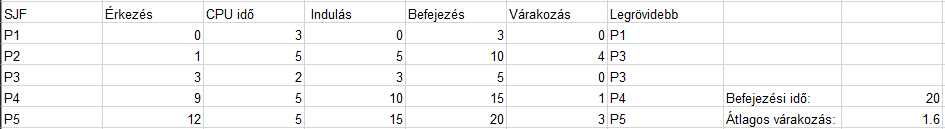 SJF Érkezés CPU idő Indulás Befejezés Várakozás Legrövidebb
P1 0 3 0 3 0 P1
P2 1 5 5 10 4 P3
P3 3 2 3 5 0 P3
P4 9 5 10 15 1 P4 Befejezési idő: 20
P5 12 5 15 20 3 P5 Átlagos várakozás: 1.6